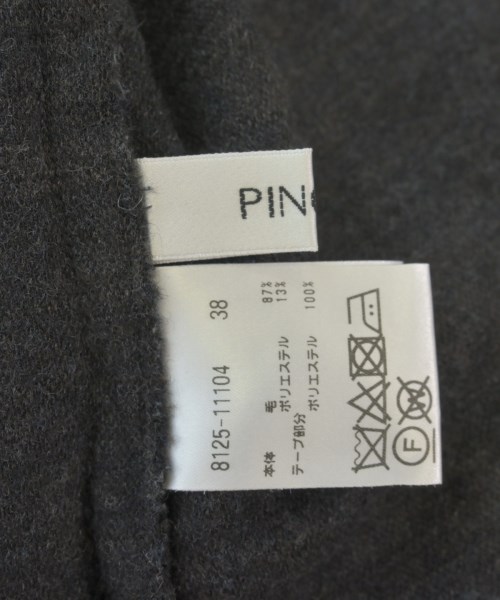 P
IN
8125-11104 38
本体 毛 87%
ポリエステル 13%
テープ部分
ポリエステル 100%
F
W